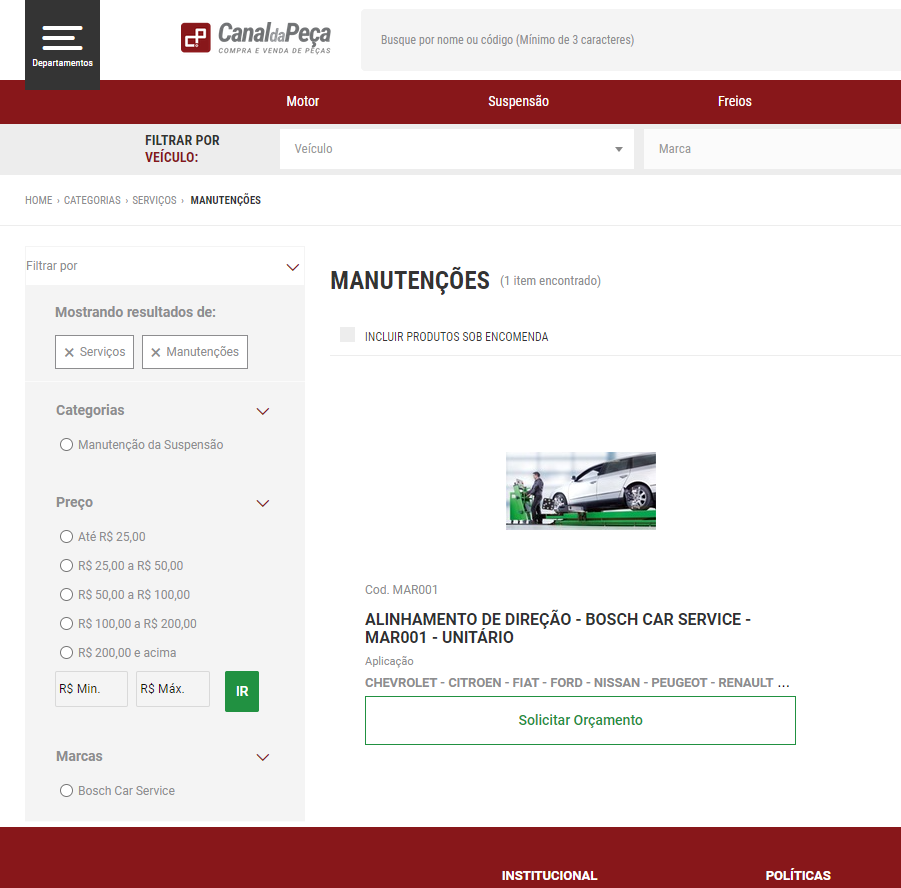 Departamentos
CanaldaPeça
COMPRA E VENDA DE PEÇAS
Busque por nome ou código (Mínimo de 3 caracteres)
Motor
Suspensão
Freios
FILTRAR POR
VEÍCULO:
Veículo
Marca
HOME › CATEGORIAS › SERVIÇOS › MANUTENÇÕES
Filtrar por
Mostrando resultados de:
× Serviços
× Manutenções
Categorias
Manutenção da Suspensão
Preço
Até R$ 25,00
R$ 25,00 a R$ 50,00
R$ 50,00 a R$ 100,00
R$ 100,00 a R$ 200,00
R$ 200,00 e acima
R$ Min.
R$ Máx.
IR
Marcas
Bosch Car Service
MANUTENÇÕES (1 item encontrado)
INCLUIR PRODUTOS SOB ENCOMENDA
Cod. MAR001
ALINHAMENTO DE DIREÇÃO - BOSCH CAR SERVICE -
MAR001 - UNITÁRIO
Aplicação
CHEVROLET - CITROEN - FIAT - FORD - NISSAN - PEUGEOT - RENAULT ...
Solicitar Orçamento
INSTITUCIONAL
POLÍTICAS